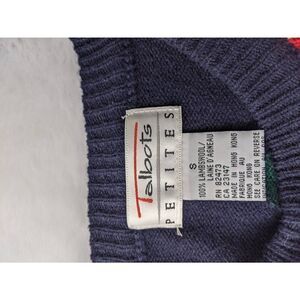 Talbots
PETITES
S
100% LAMBSWOOL/
LAINE D'AGNEAU
RN 82473
CA 23147
MADE IN HONG KONG
FABRIQUE AU
HONG KONG
SEE CARE ON REVERSE